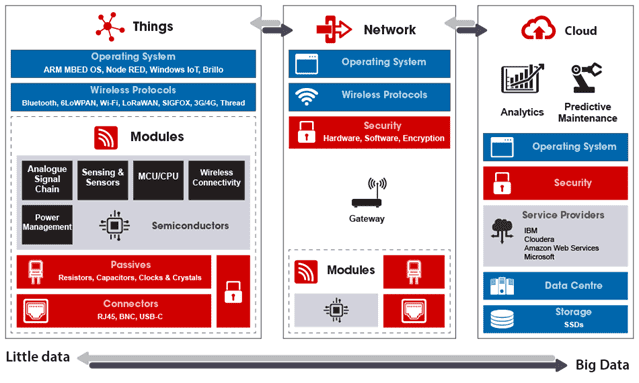 Things
Operating System
ARM MBED OS, Node RED, Windows IoT, Brillo
Wireless Protocols
Bluetooth, 6LoWPAN, Wi-Fi, LoRaWAN, SIGFOX, 3G/4G, Thread
Modules
Analogue
Signal
Chain
Sensing &
Sensors
MCU/CPU
Wireless
Connectivity
Power
Management
Semiconductors
Passives
Resistors, Capacitors, Clocks & Crystals
Connectors
RJ45, BNC, USB-C
Network
Operating System
Wireless Protocols
Security
Hardware, Software, Encryption
Gateway
Modules
Cloud
Analytics
Predictive
Maintenance
Operating System
Security
Service Providers
IBM
Cloudera
Amazon Web Services
Microsoft
Data Centre
Storage
SSDs
Little data
Big Data